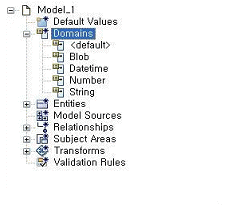 Model_1
Default Values
Domains
<default>
Blob
Datetime
Number
String
Entities
Model Sources
Relationships
Subject Areas
Transforms
Validation Rules